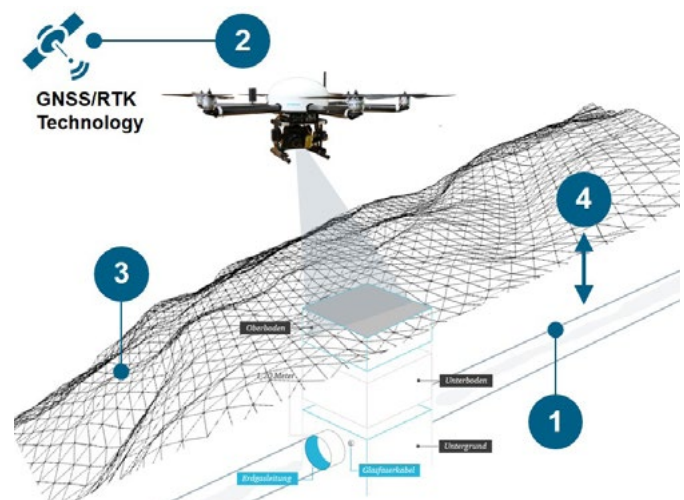 2
GNSS/RTK
Technology
4
3
Oberboden
1,20 Meter
Unterboden
1
Untergrund
Erdgasleitung
Glasfaserkabel